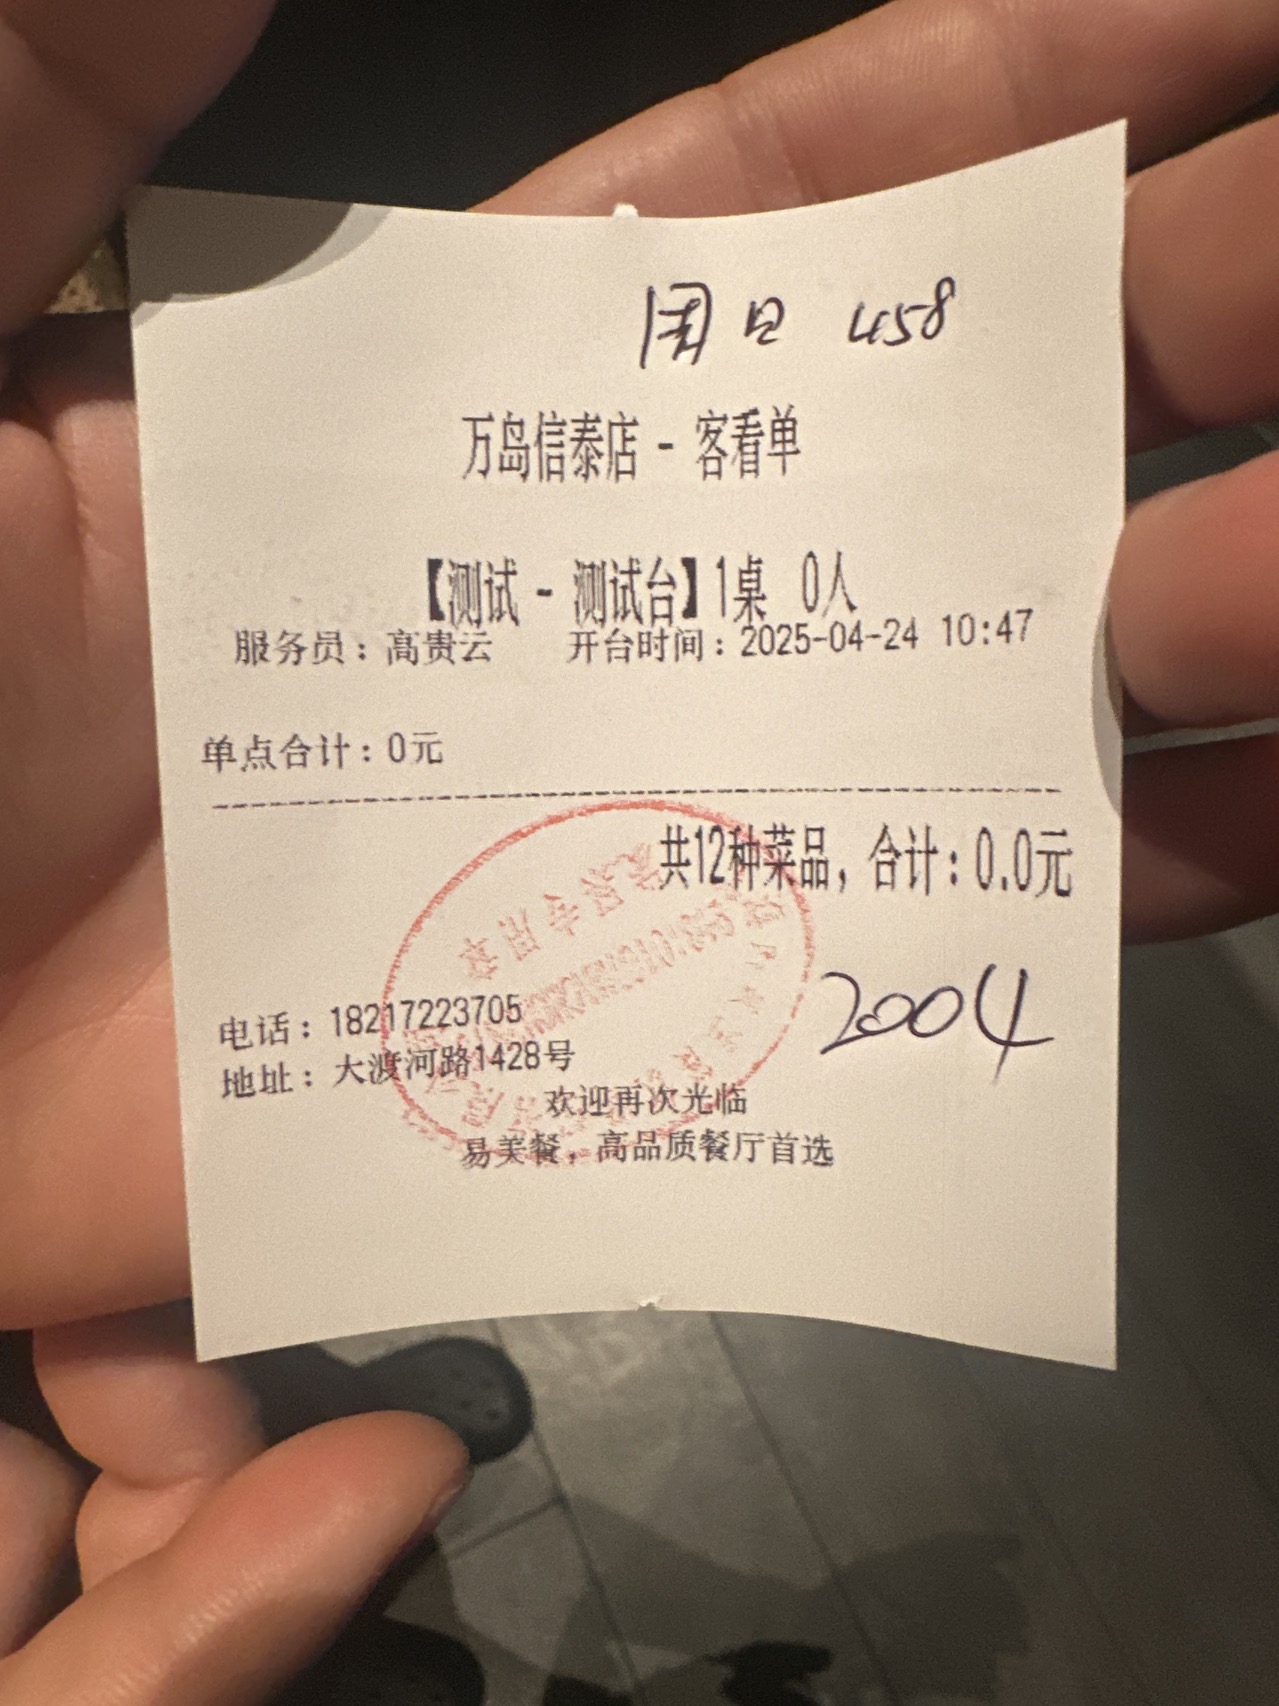 周日 458
万岛信泰店 - 客看单
【测试 - 测试台】1桌 0人
服务员：高贵云 开台时间：2025-04-24 10:47
单点合计：0元
共12种菜品，合计：0.0元
2004
电话：18217223705
地址：大渡河路1428号
欢迎再次光临
易美餐，高品质餐厅首选